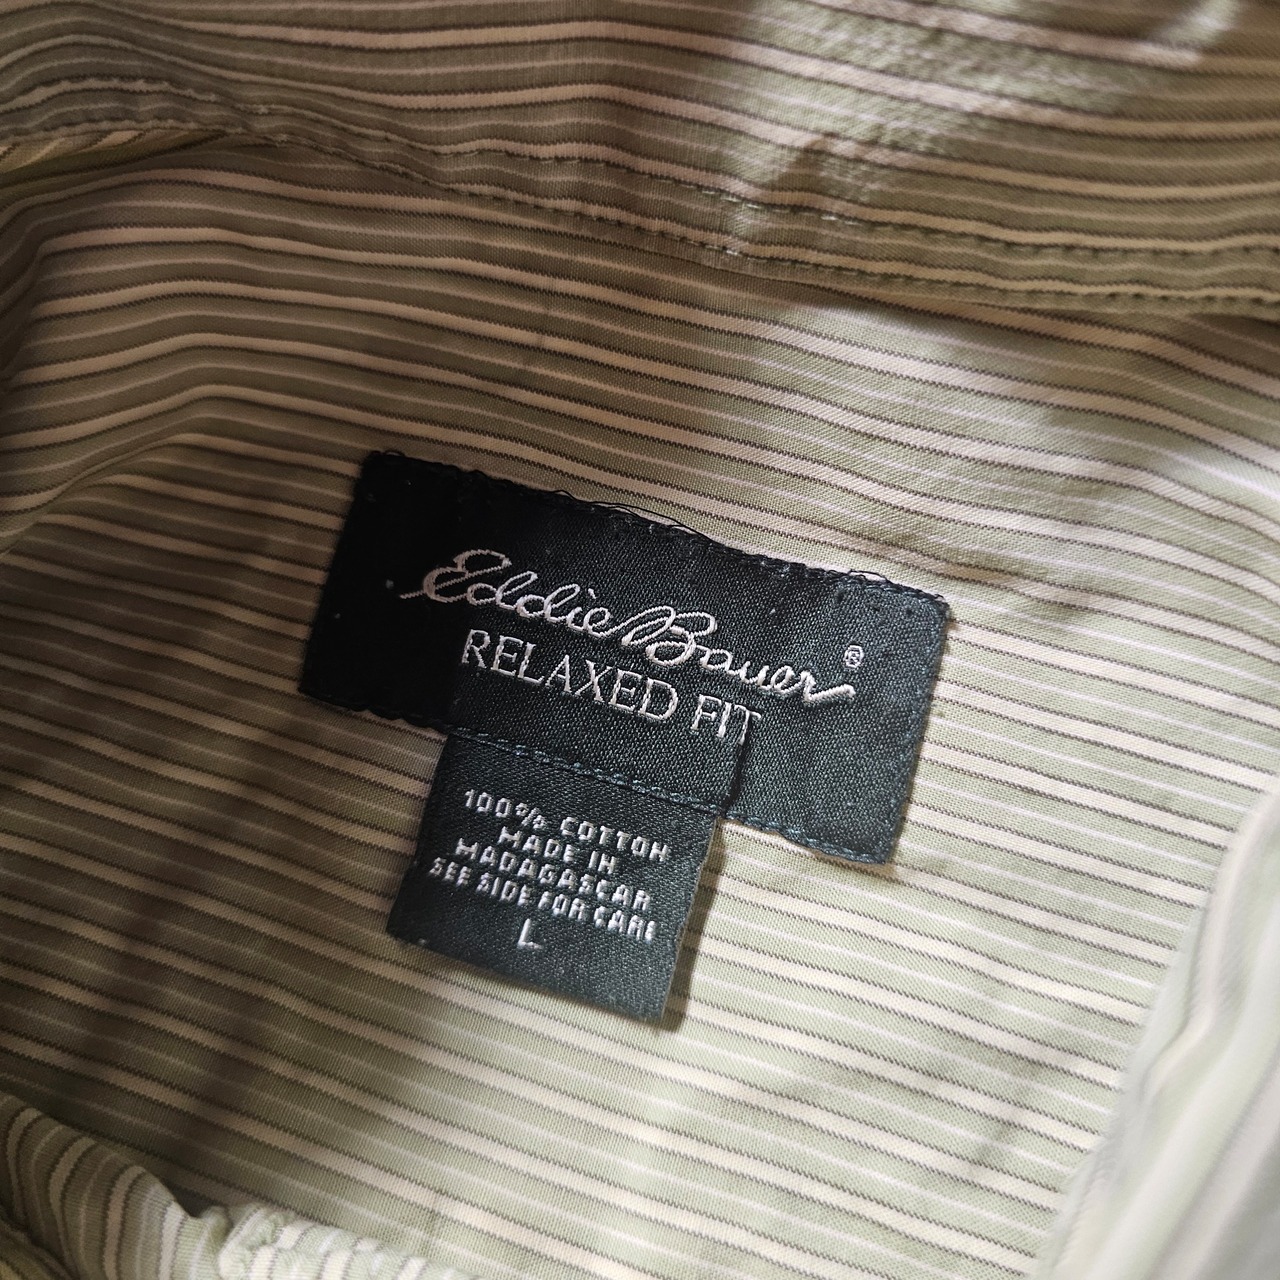 Eddie Bauer®
RELAXED FIT
100% COTTON
MADE IN
MADAGASCAR
SEE SIDE FOR CARE
L